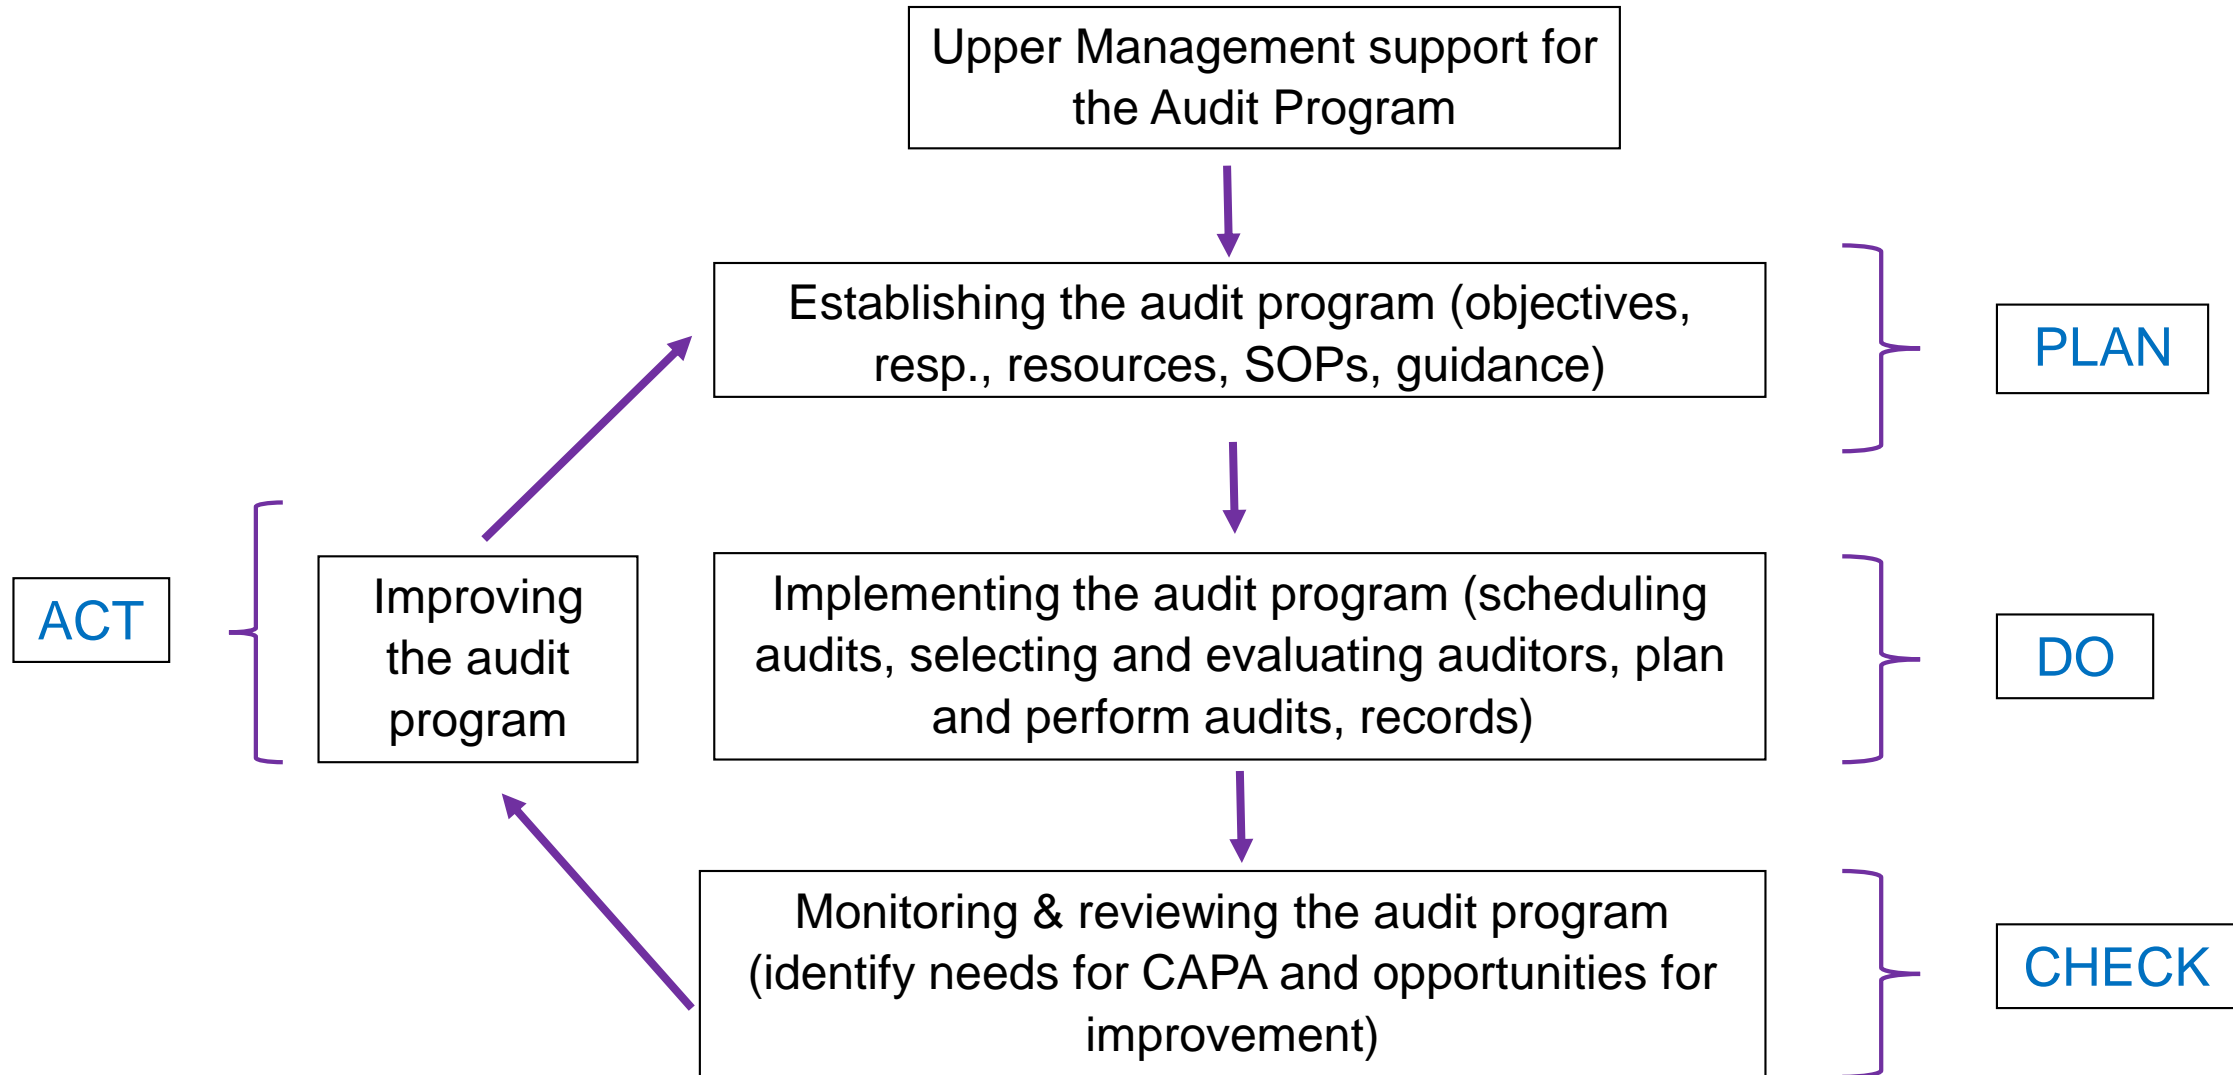 Upper Management support for
the Audit Program
Establishing the audit program (objectives,
resp., resources, SOPs, guidance)
PLAN
ACT
Improving
the audit
program
Implementing the audit program (scheduling
audits, selecting and evaluating auditors, plan
and perform audits, records)
DO
Monitoring & reviewing the audit program
(identify needs for CAPA and opportunities for
improvement)
CHECK